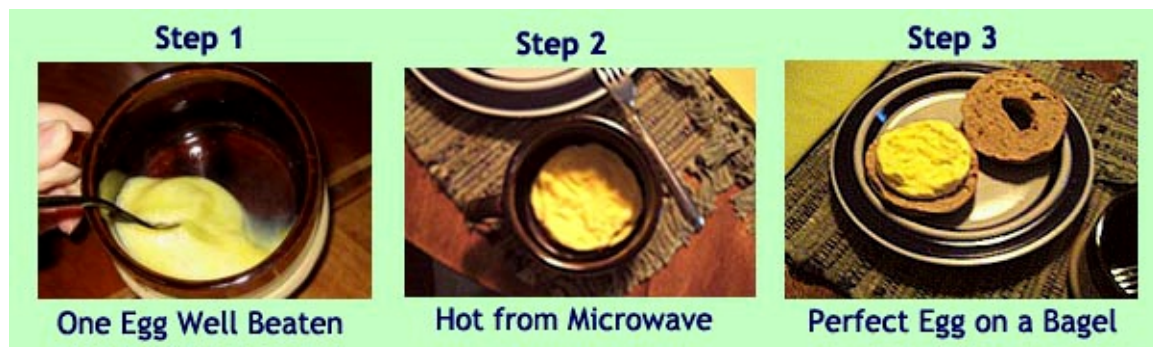 Step 1
One Egg Well Beaten
Step 2
Hot from Microwave
Step 3
Perfect Egg on a Bagel